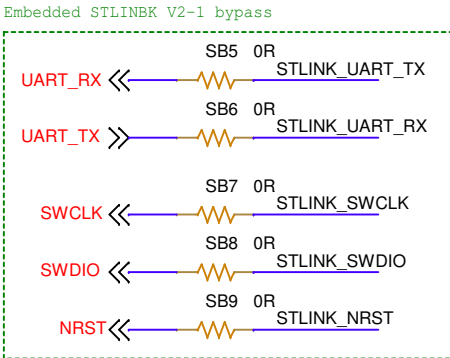 Embedded STLINBK V2-1 bypass
SB5 0R
UART_RX STLINK_UART_TX
SB6 0R
UART_TX STLINK_UART_RX
SB7 0R
SWCLK STLINK_SWCLK
SB8 0R
SWDIO STLINK_SWDIO
SB9 0R
NRST STLINK_NRST